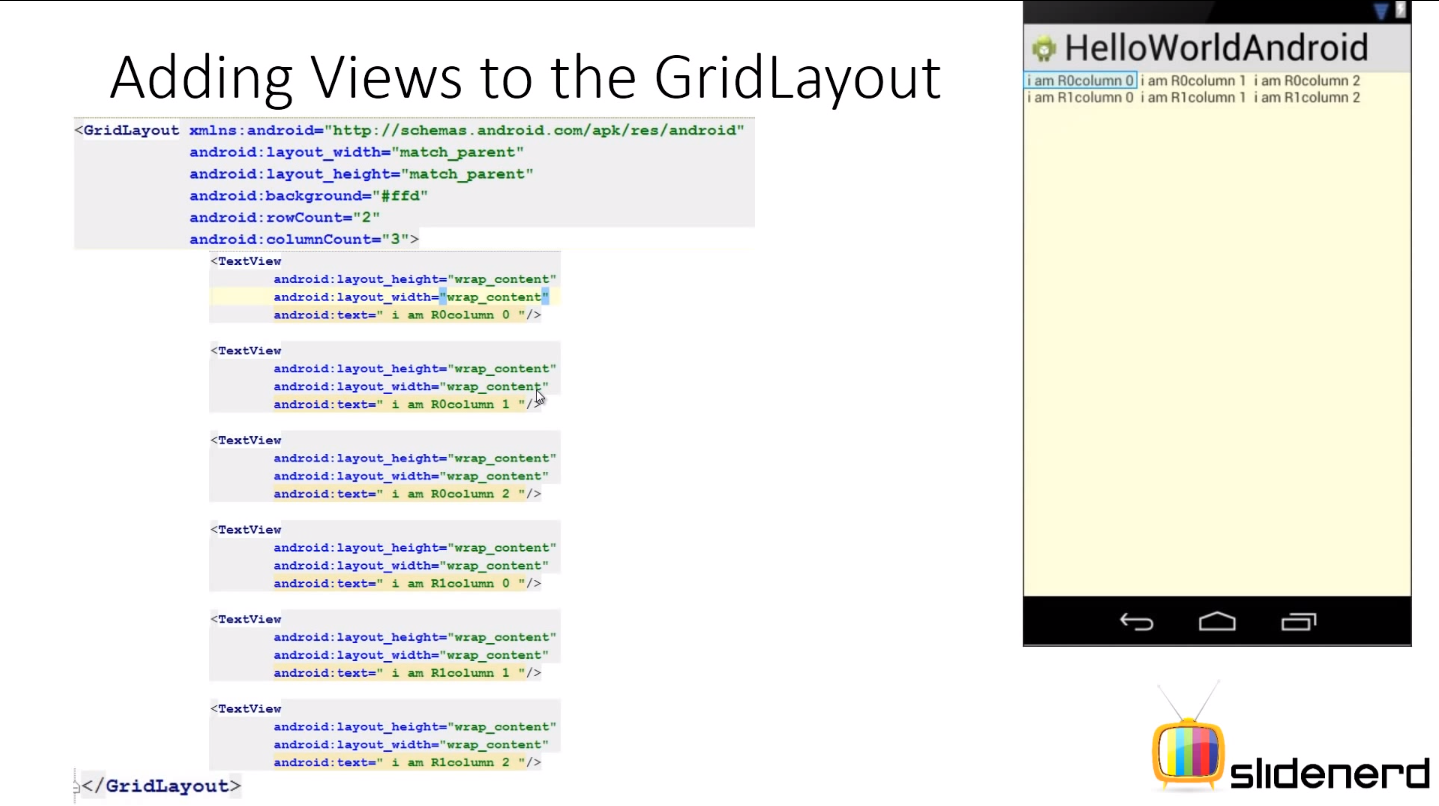 Adding Views to the GridLayout
<GridLayout xmlns:android="http://schemas.android.com/apk/res/android"
android:layout_width="match_parent"
android:layout_height="match_parent"
android:background="#ffd"
android:rowCount="2"
android:columnCount="3">
<TextView
android:layout_height="wrap_content"
android:layout_width="wrap_content"
android:text=" i am R0column 0 "/>
<TextView
android:layout_height="wrap_content"
android:layout_width="wrap_content"
android:text=" i am R0column 1 "/>
<TextView
android:layout_height="wrap_content"
android:layout_width="wrap_content"
android:text=" i am R0column 2 "/>
<TextView
android:layout_height="wrap_content"
android:layout_width="wrap_content"
android:text=" i am R1column 0 "/>
<TextView
android:layout_height="wrap_content"
android:layout_width="wrap_content"
android:text=" i am R1column 1 "/>
<TextView
android:layout_height="wrap_content"
android:layout_width="wrap_content"
android:text=" i am R1column 2 "/>
</GridLayout>
HelloWorldAndroid
i am R0column 0 i am R0column 1 i am R0column 2
i am R1column 0 i am R1column 1 i am R1column 2
slidenerd